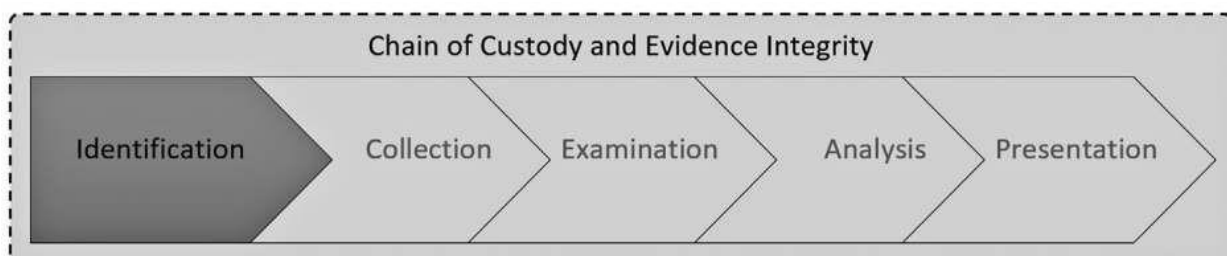 Chain of Custody and Evidence Integrity
Identification Collection Examination Analysis Presentation